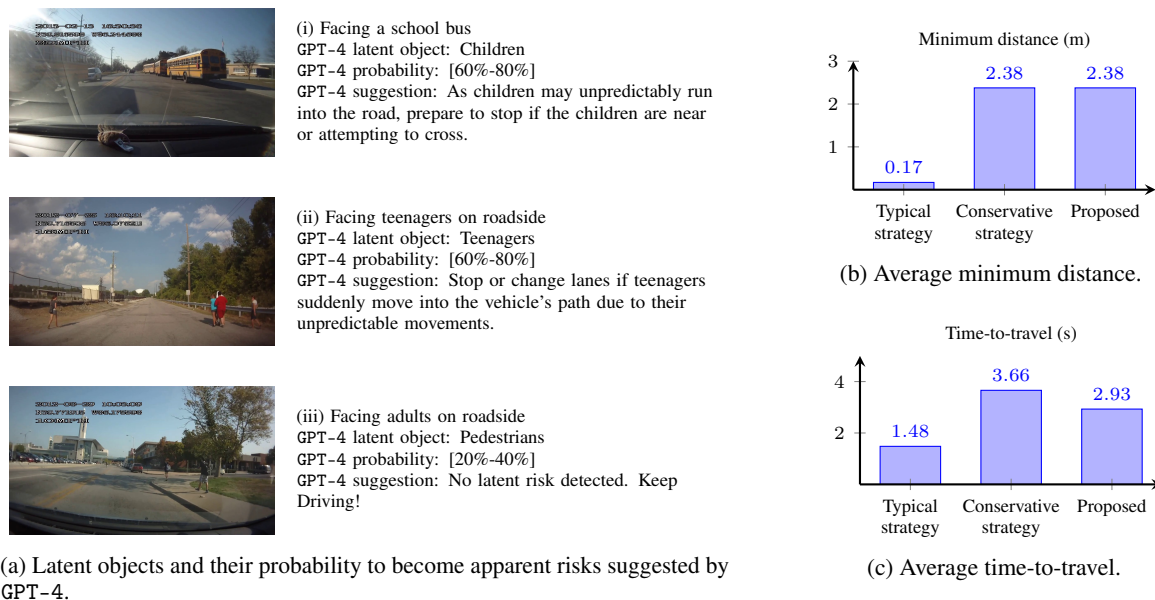 (i) Facing a school bus
GPT-4 latent object: Children
GPT-4 probability: [60%-80%]
GPT-4 suggestion: As children may unpredictably run
into the road, prepare to stop if the children are near
or attempting to cross.
(ii) Facing teenagers on roadside
GPT-4 latent object: Teenagers
GPT-4 probability: [60%-80%]
GPT-4 suggestion: Stop or change lanes if teenagers
suddenly move into the vehicle's path due to their
unpredictable movements.
(iii) Facing adults on roadside
GPT-4 latent object: Pedestrians
GPT-4 probability: [20%-40%]
GPT-4 suggestion: No latent risk detected. Keep
Driving!
(a) Latent objects and their probability to become apparent risks suggested by
GPT-4.
Minimum distance (m)
3
2
1
0.17
2.38
2.38
Typical
strategy
Conservative
strategy
Proposed
(b) Average minimum distance.
Time-to-travel (s)
4
2
1.48
3.66
2.93
Typical
strategy
Conservative
strategy
Proposed
(c) Average time-to-travel.